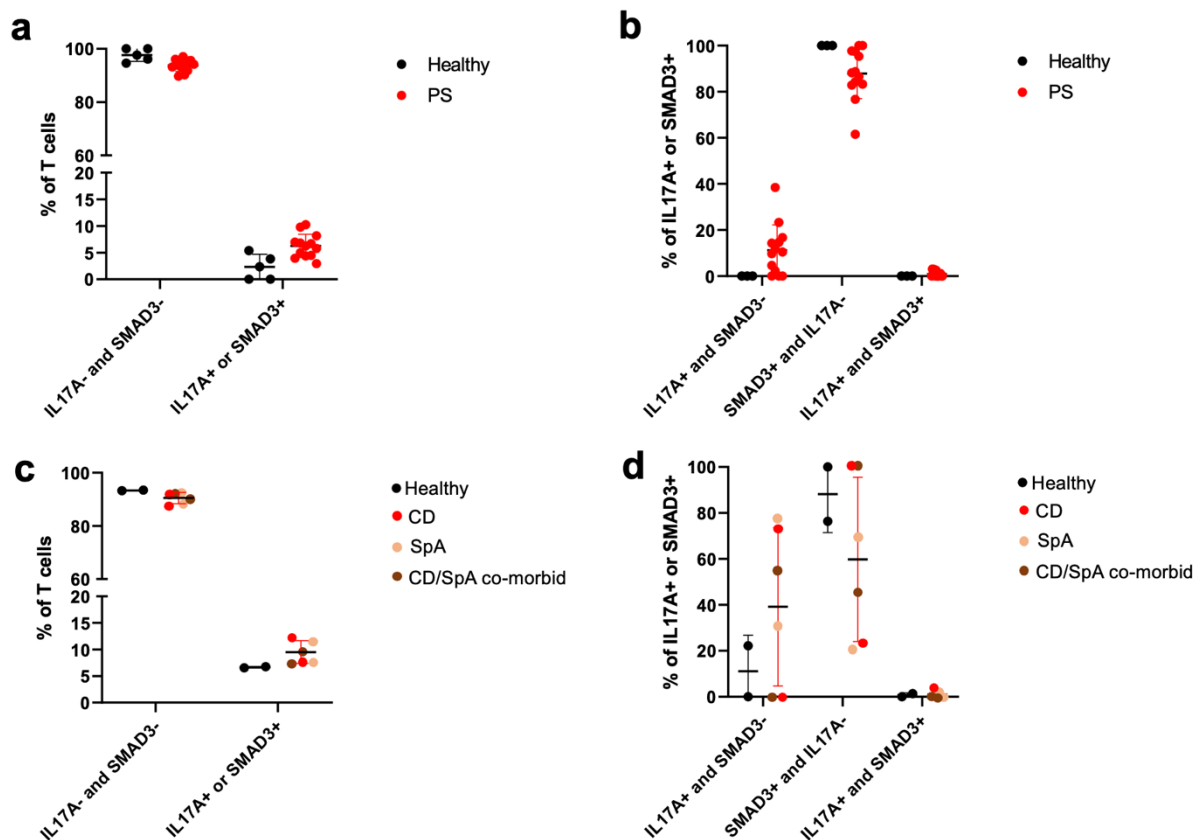 a
% of T cells
100
80
60
20
15
10
5
0
Healthy
PS
IL17A- and SMAD3-
IL17A+ or SMAD3+
b
% of IL17A+ or SMAD3+
100
80
60
40
20
0
Healthy
PS
IL17A+ and SMAD3-
SMAD3+ and IL17A-
IL17A+ and SMAD3+
c
% of T cells
100
80
60
20
15
10
5
0
Healthy
CD
SpA
CD/SpA co-morbid
IL17A- and SMAD3-
IL17A+ or SMAD3+
d
% of IL17A+ or SMAD3+
100
80
60
40
20
0
Healthy
CD
SpA
CD/SpA co-morbid
IL17A+ and SMAD3-
SMAD3+ and IL17A-
IL17A+ and SMAD3+